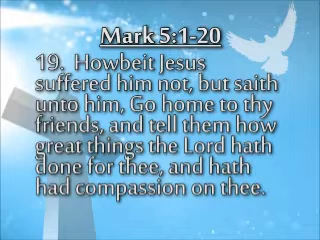 Mark 5:1-20
19.  Howbeit Jesus
suffered him not, but saith
unto him, Go home to thy
friends, and tell them how
great things the Lord hath
done for thee, and hath
had compassion on thee.